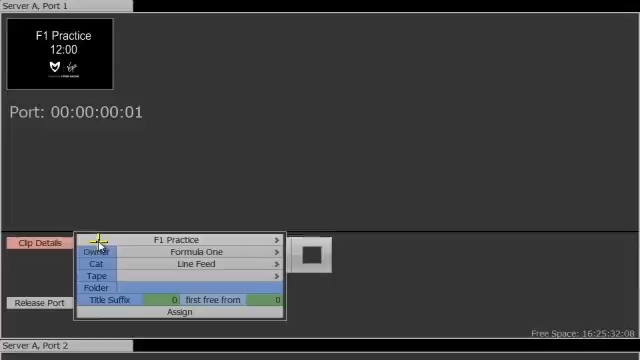 Server A, Port 1
F1 Practice
12:00
Port: 00:00:00:01
Clip Details
F1 Practice >
Owner Formula One >
Cat Line Feed >
Tape >
Folder
Title Suffix 0 first free from 0
Assign
Release Port
Free Space: 16:25:32:08
Server A, Port 2